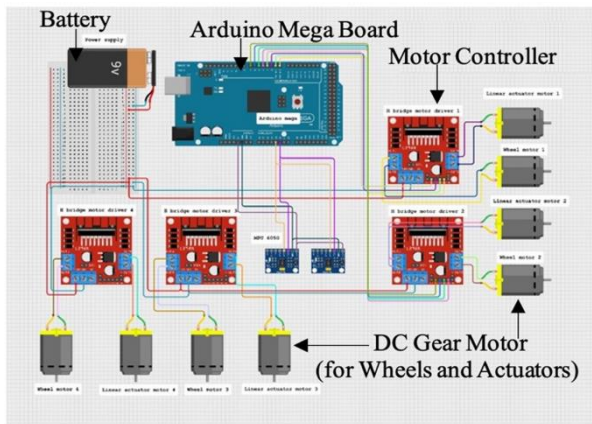 Battery
Arduino Mega Board
Motor Controller
Power supply
9v
Arduino mega
H bridge motor driver 1
Linear actuator motor 1
Wheel motor 1
Linear actuator motor 2
H bridge motor driver 4
H bridge motor driver 3
H bridge motor driver 2
MPU 6050
Wheel motor 2
DC Gear Motor
(for Wheels and Actuators)
Wheel motor 4
Linear actuator motor 4
Wheel motor 3
Linear actuator motor 3